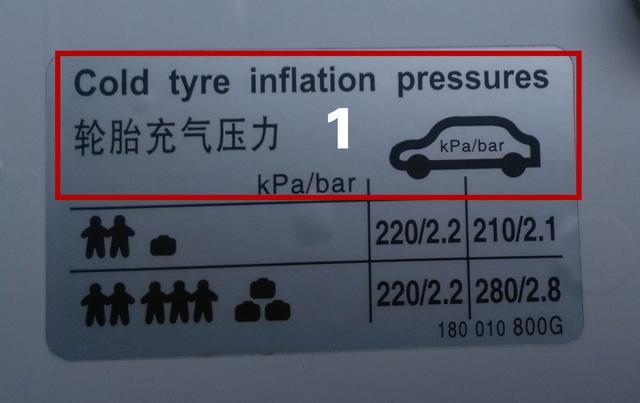 Cold tyre inflation pressures
轮胎充气压力
1
kPa/bar
kPa/bar
220/2.2 210/2.1
220/2.2 280/2.8
180 010 800G